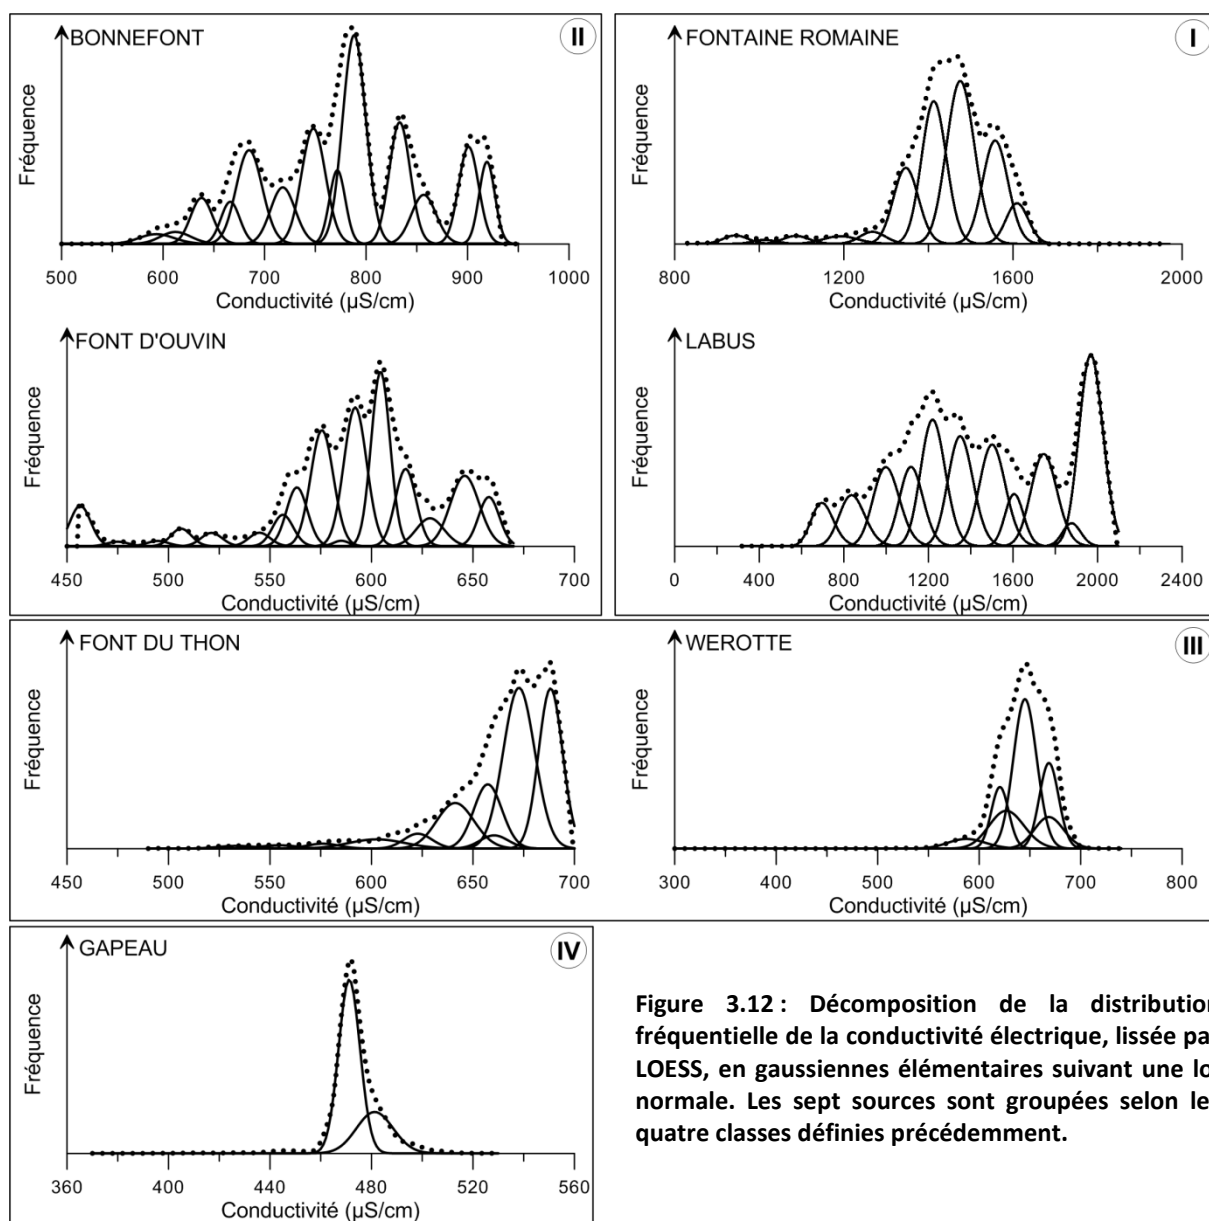 BONNEFONT
II
Fréquence
500 600 700 800 900 1000
Conductivité (µS/cm)
FONT D'OUVIN
Fréquence
450 500 550 600 650 700
Conductivité (µS/cm)
FONTAINE ROMAINE
I
Fréquence
800 1200 1600 2000
Conductivité (µS/cm)
LABUS
Fréquence
0 400 800 1200 1600 2000 2400
Conductivité (µS/cm)
FONT DU THON
Fréquence
450 500 550 600 650 700
Conductivité (µS/cm)
WEROTTE
III
Fréquence
300 400 500 600 700 800
Conductivité (µS/cm)
GAPEAU
IV
Fréquence
360 400 440 480 520 560
Conductivité (µS/cm)
Figure 3.12 : Décomposition de la distribution
fréquentielle de la conductivité électrique, lissée pa
LOESS, en gaussiennes élémentaires suivant une lo
normale. Les sept sources sont groupées selon le
quatre classes définies précédemment.